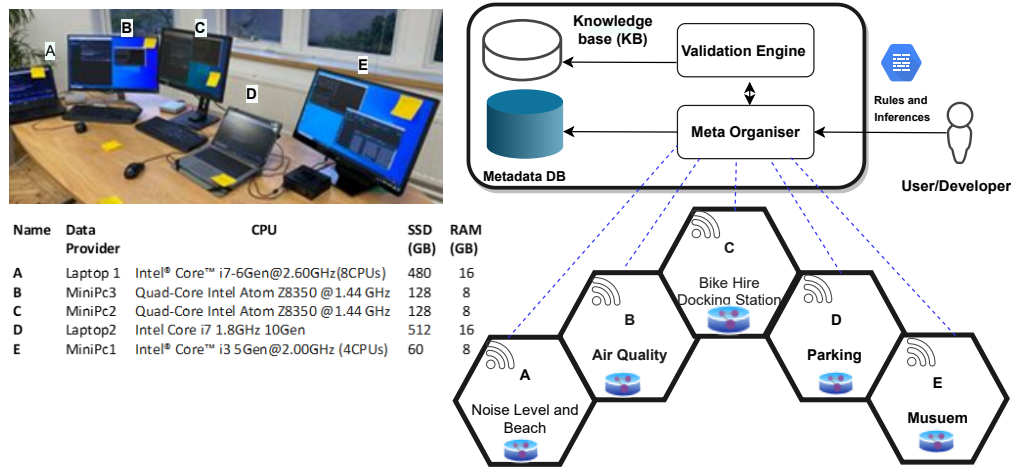 A
B
C
D
E
Name Data Provider CPU SSD (GB) RAM (GB)
A Laptop 1 Intel® Core™ i7-6Gen@2.60GHz(8CPUs) 480 16
B MiniPc3 Quad-Core Intel Atom Z8350 @1.44 GHz 128 8
C MiniPc2 Quad-Core Intel Atom Z8350 @1.44 GHz 128 8
D Laptop2 Intel Core i7 1.8GHz 10Gen 512 16
E MiniPc1 Intel® Core™ i3 5Gen@2.00GHz (4CPUs) 60 8
Knowledge
base (KB)
Validation Engine
Meta Organiser
Metadata DB
Rules and
Inferences
User/Developer
C
Bike Hire
Docking Station
B
Air Quality
D
Parking
A
Noise Level and
Beach
E
Musuem